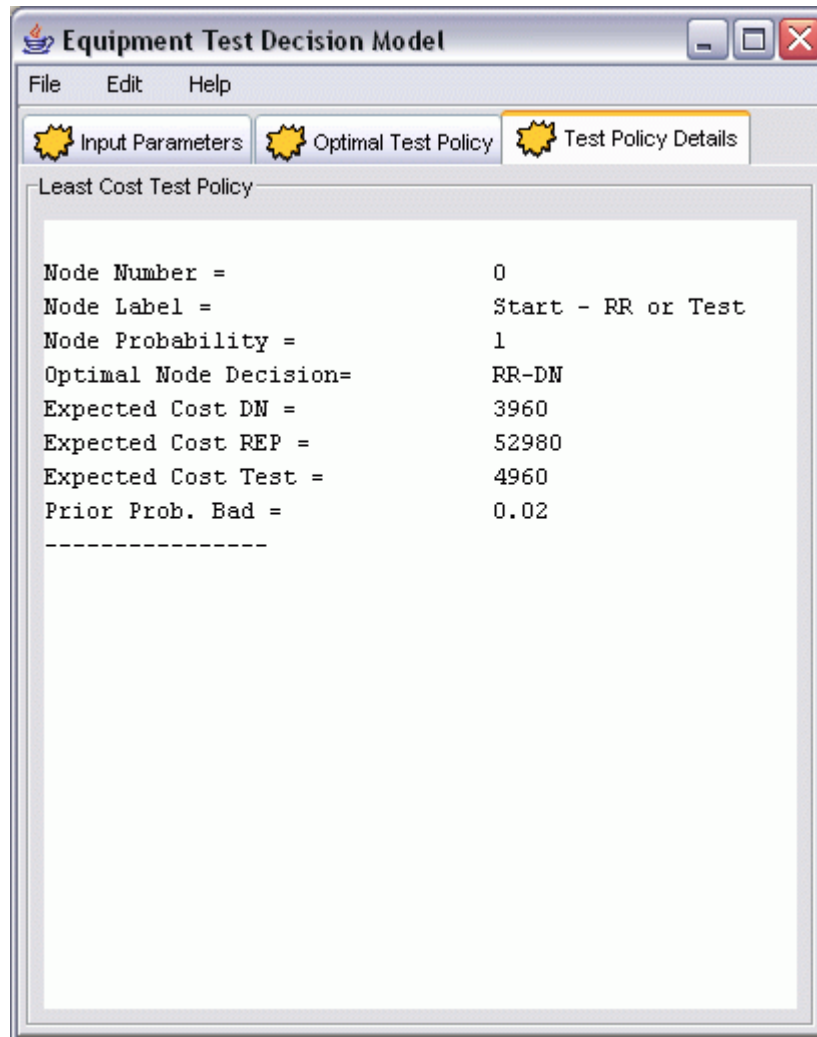 Equipment Test Decision Model
File Edit Help
Input Parameters Optimal Test Policy Test Policy Details
Least Cost Test Policy
Node Number = 0
Node Label = Start - RR or Test
Node Probability = 1
Optimal Node Decision= RR-DN
Expected Cost DN = 3960
Expected Cost REP = 52980
Expected Cost Test = 4960
Prior Prob. Bad = 0.02
----------------